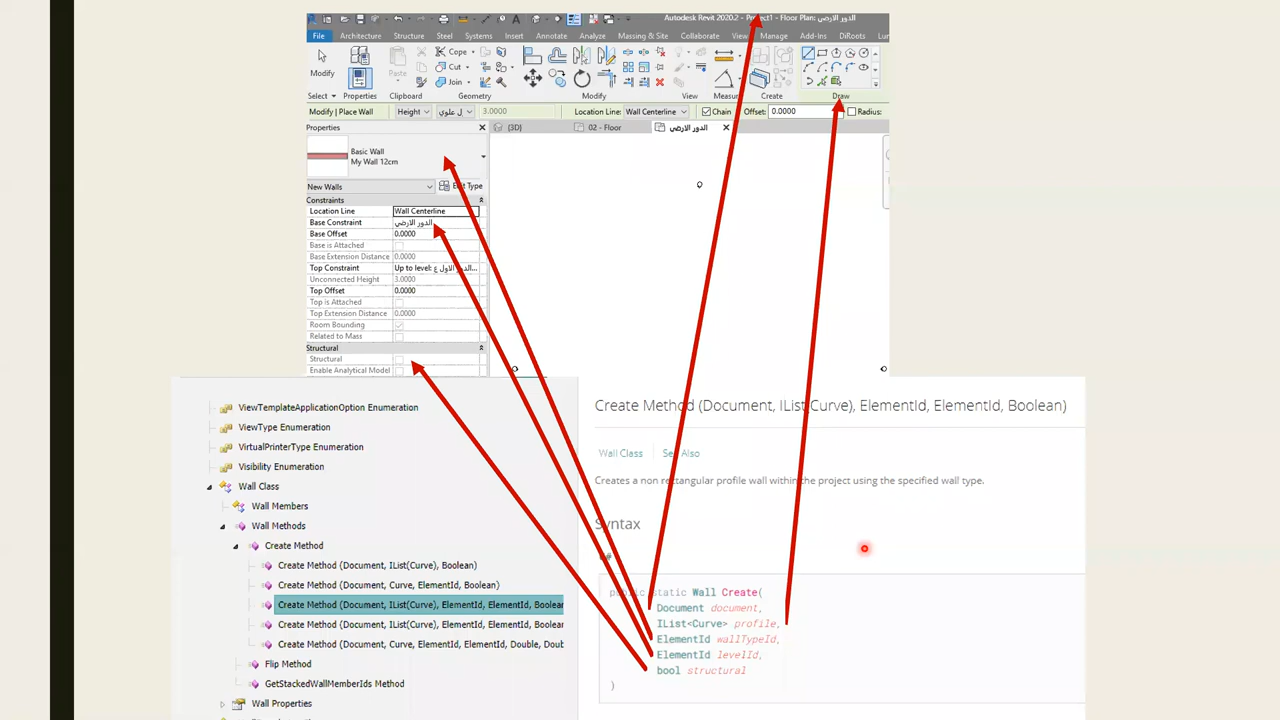 Autodesk Revit 2020.2 - Project1 - Floor Plan: الدور الارضي
File Architecture Structure Steel Systems Insert Annotate Analyze Massing & Site Collaborate View Manage Add-Ins DiRoots
Modify Paste Cope Cut Join
Select Properties Clipboard Geometry Modify View Measure Create Draw
Modify | Place Wall Height ل علوي 3.0000 Location Line: Wall Centerline Chain Offset: 0.0000 Radius:
Properties {3D} 02 - Floor الدور الارضي
Basic Wall
My Wall 12cm
New Walls Edit Type
Constraints
Location Line Wall Centerline
Base Constraint الدور الارضي
Base Offset 0.0000
Base is Attached
Base Extension Distance 0.0000
Top Constraint Up to level: الدور الاول ع...
Unconnected Height 3.0000
Top Offset 0.0000
Top is Attached
Top Extension Distance 0.0000
Room Bounding
Related to Mass
Structural
Structural
Enable Analytical Model
ViewTemplateApplicationOption Enumeration
ViewType Enumeration
VirtualPrinterType Enumeration
Visibility Enumeration
Wall Class
Wall Members
Wall Methods
Create Method
Create Method (Document, IList(Curve), Boolean)
Create Method (Document, Curve, ElementId, Boolean)
Create Method (Document, IList(Curve), ElementId, ElementId, Boolean
Create Method (Document, IList(Curve), ElementId, ElementId, Boolean
Create Method (Document, Curve, ElementId, ElementId, Double, Doub
Flip Method
GetStackedWallMemberIds Method
Wall Properties
Create Method (Document, IList(Curve), ElementId, ElementId, Boolean)
Wall Class See Also
Creates a non rectangular profile wall within the project using the specified wall type.
Syntax
C#
public static Wall Create(
Document document,
IList<Curve> profile,
ElementId wallTypeId,
ElementId levelId,
bool structural
)